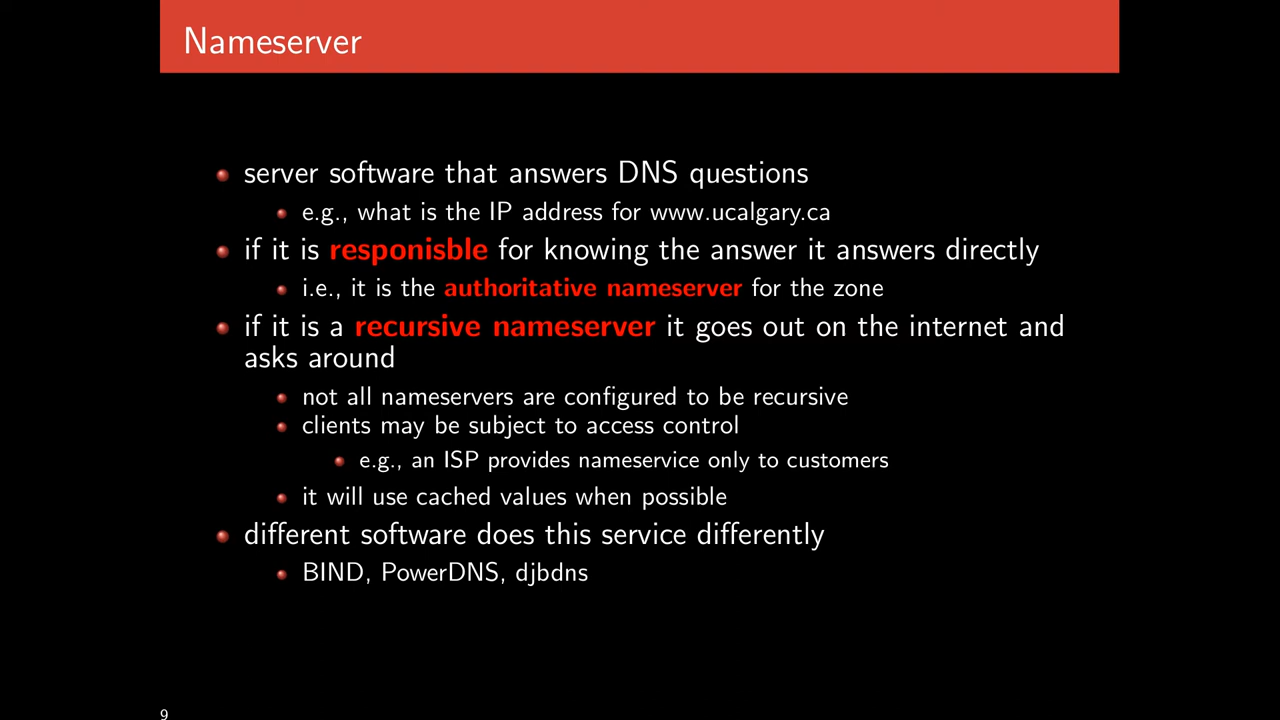 Nameserver
server software that answers DNS questions
e.g., what is the IP address for www.ucalgary.ca
if it is responisble for knowing the answer it answers directly
i.e., it is the authoritative nameserver for the zone
if it is a recursive nameserver it goes out on the internet and
asks around
not all nameservers are configured to be recursive
clients may be subject to access control
e.g., an ISP provides nameservice only to customers
it will use cached values when possible
different software does this service differently
BIND, PowerDNS, djbdns
9